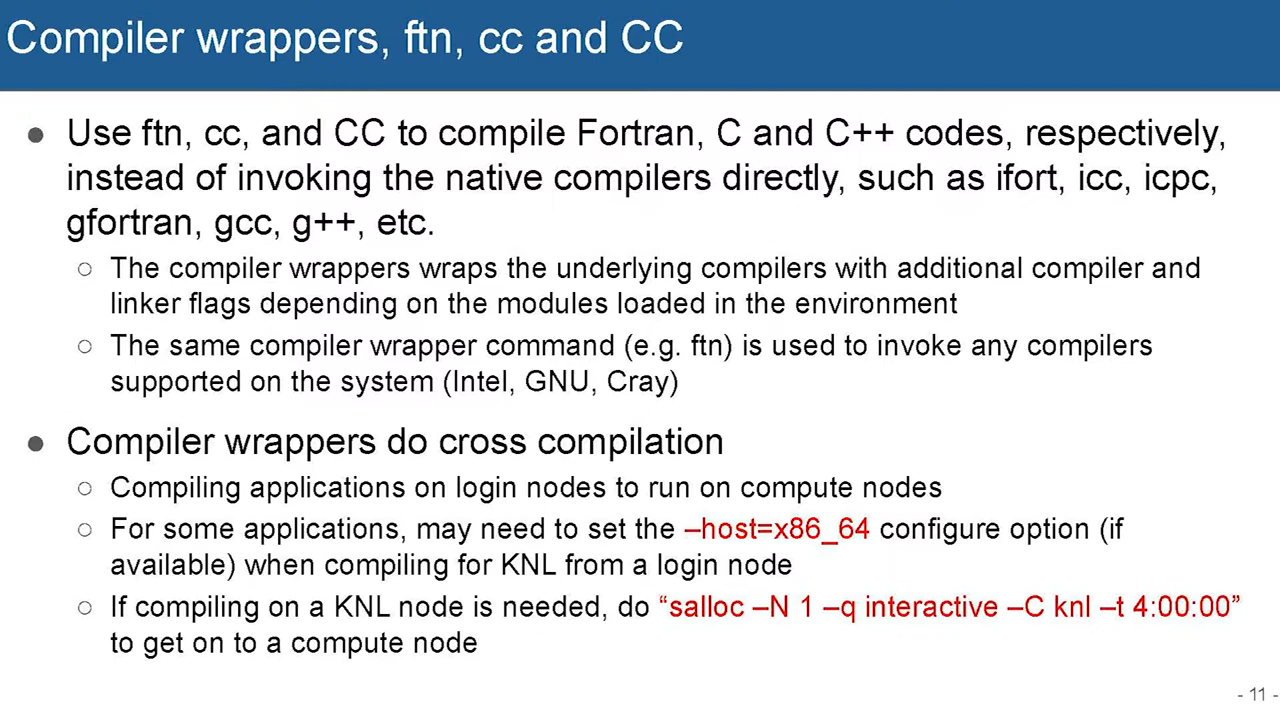 Compiler wrappers, ftn, cc and CC
● Use ftn, cc, and CC to compile Fortran, C and C++ codes, respectively,
instead of invoking the native compilers directly, such as ifort, icc, icpc,
gfortran, gcc, g++, etc.
○ The compiler wrappers wraps the underlying compilers with additional compiler and
linker flags depending on the modules loaded in the environment
○ The same compiler wrapper command (e.g. ftn) is used to invoke any compilers
supported on the system (Intel, GNU, Cray)
● Compiler wrappers do cross compilation
○ Compiling applications on login nodes to run on compute nodes
○ For some applications, may need to set the –host=x86_64 configure option (if
available) when compiling for KNL from a login node
○ If compiling on a KNL node is needed, do “salloc –N 1 –q interactive –C knl –t 4:00:00”
to get on to a compute node
- 11 -